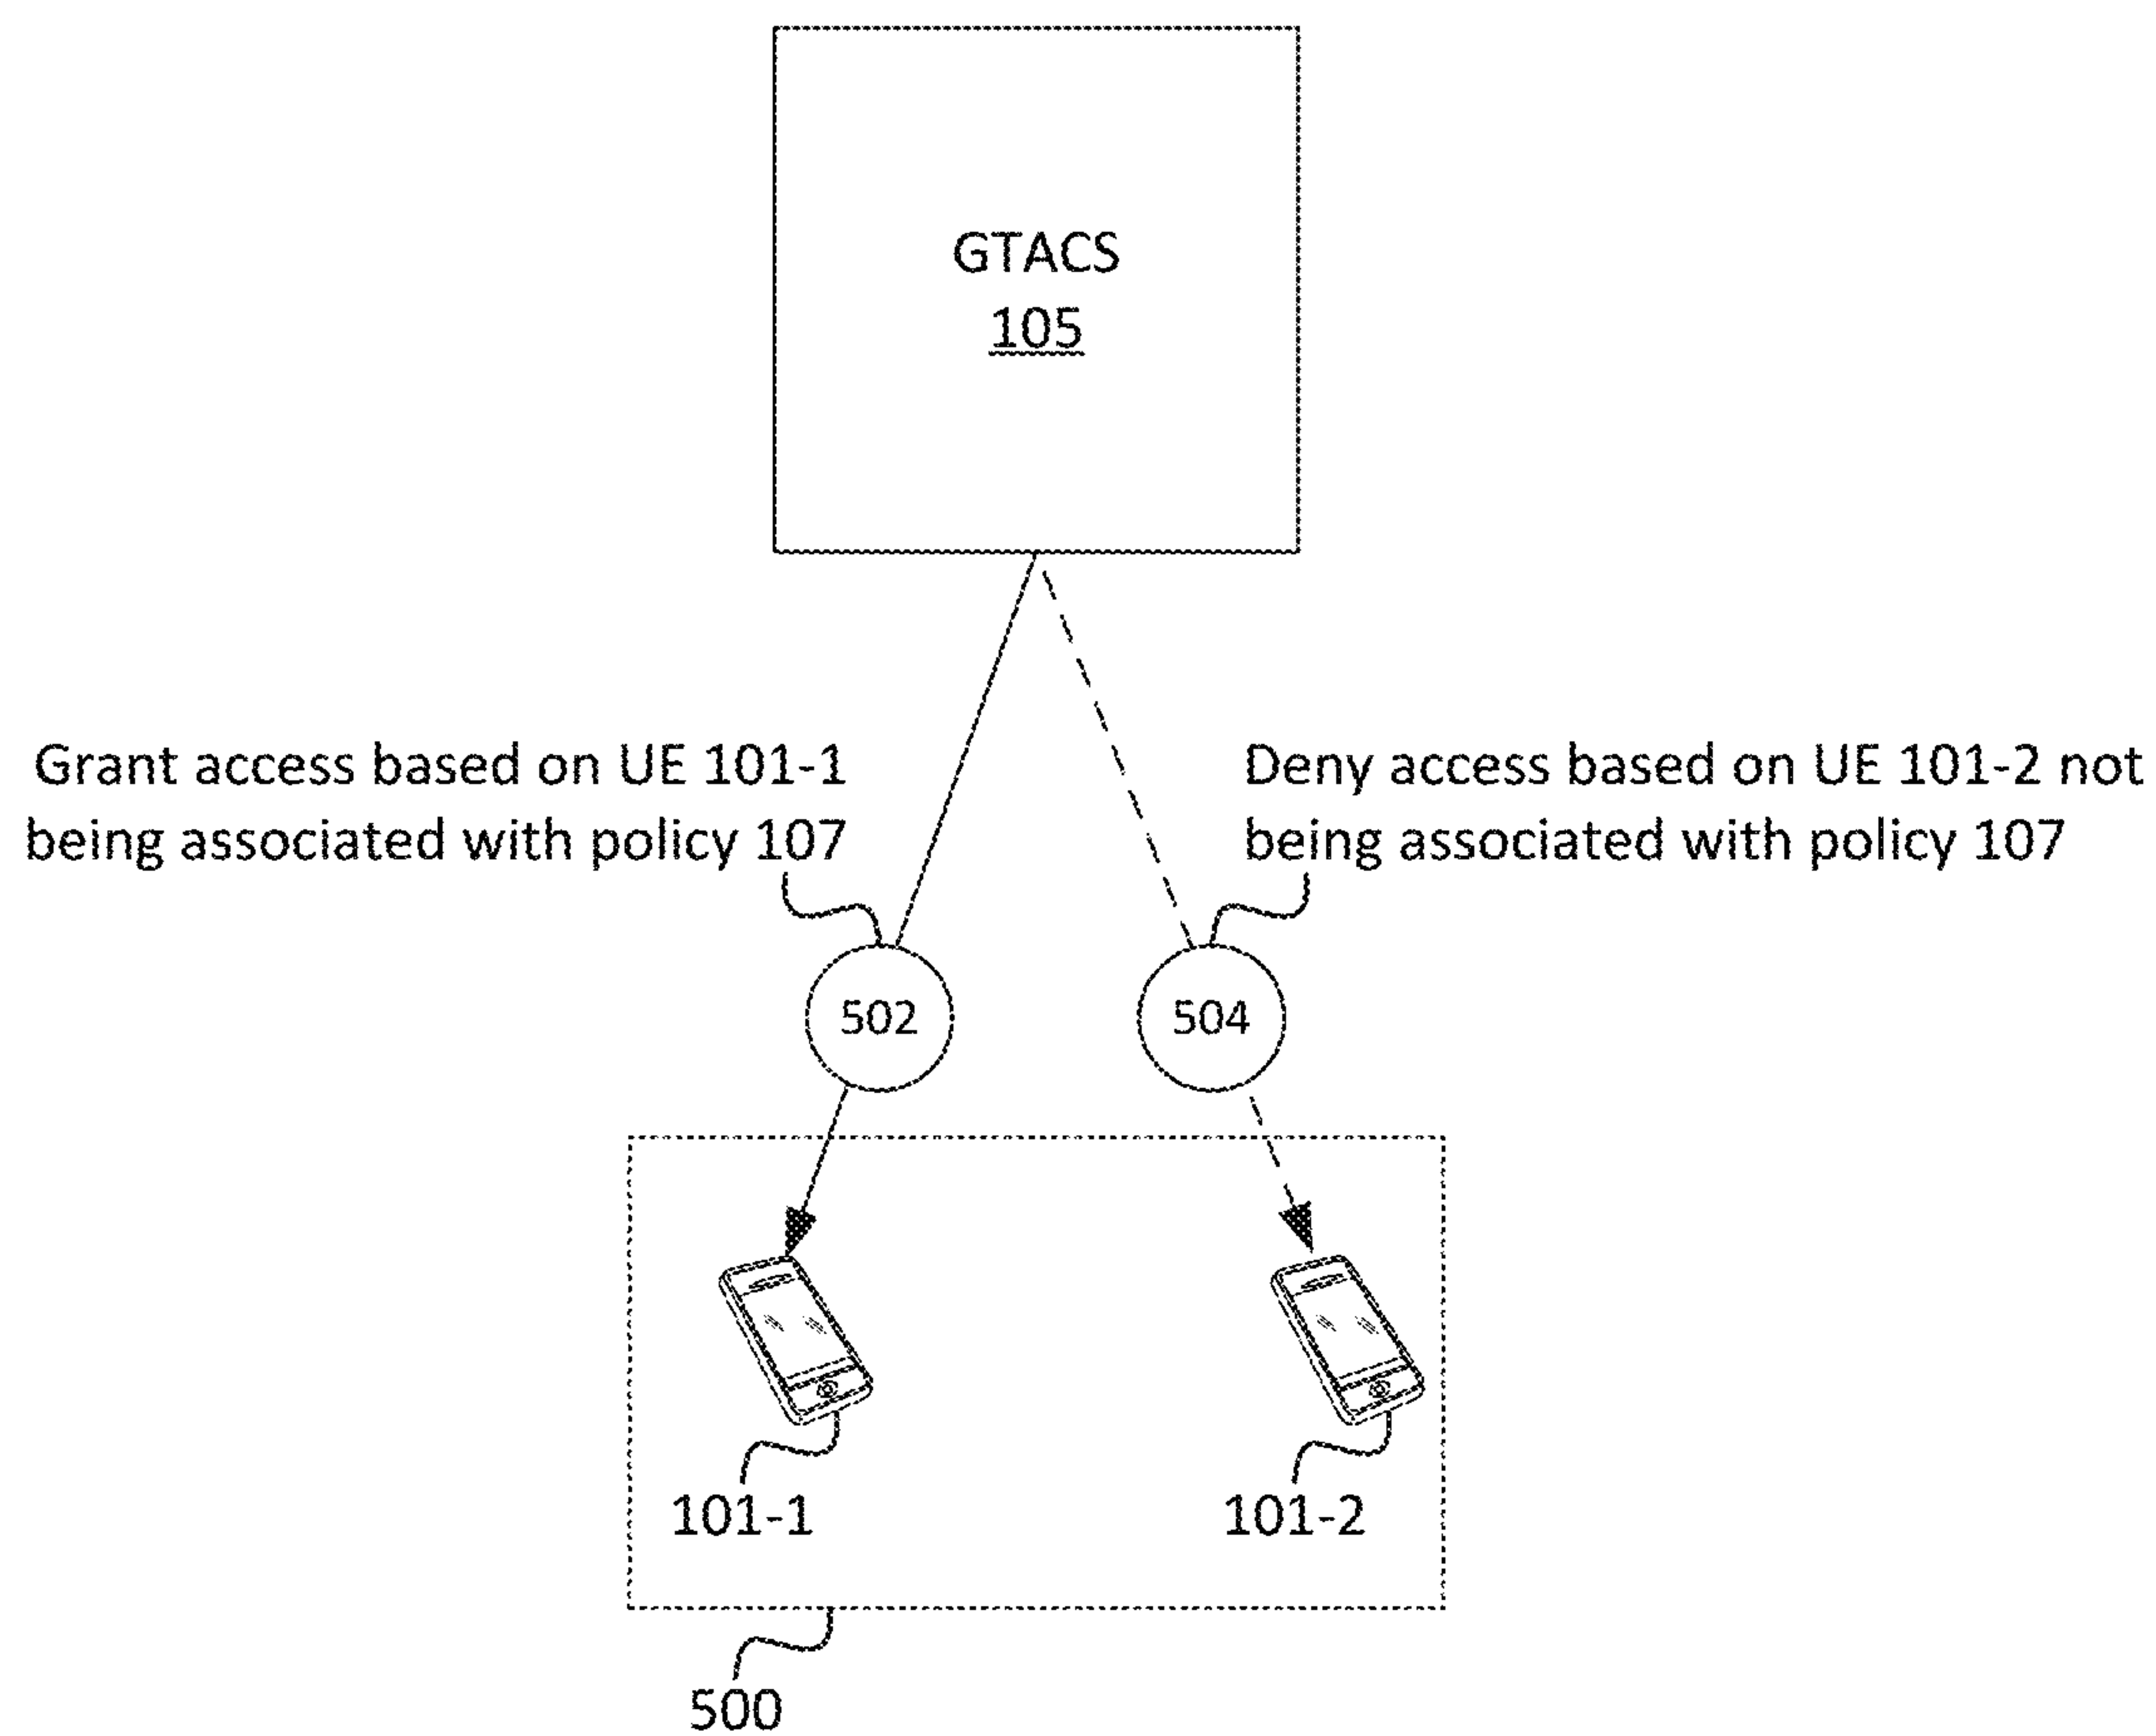 GTACS
105
Grant access based on UE 101-1
being associated with policy 107
Deny access based on UE 101-2 not
being associated with policy 107
502
504
101-1
101-2
500